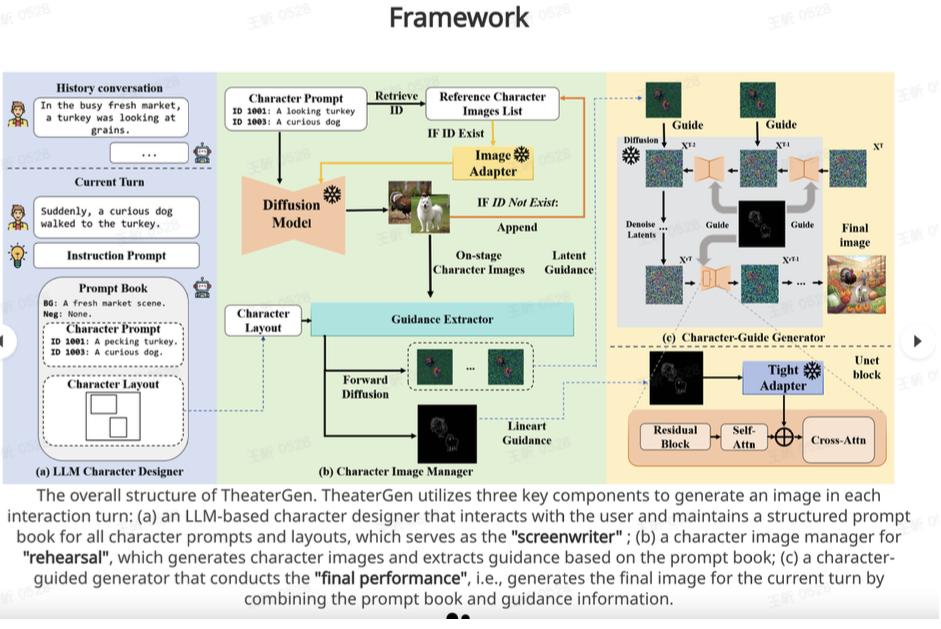 Framework
History conversation
In the busy fresh market,
a turkey was looking at
grains.
...
Current Turn
Suddenly, a curious dog
walked to the turkey.
Instruction Prompt
Prompt Book
BG: A fresh market scene.
Neg: None.
Character Prompt
ID 1001: A pecking turkey.
ID 1003: A curious dog.
Character Layout
(a) LLM Character Designer
Character Prompt
ID 1001: A looking turkey
ID 1003: A curious dog
Retrieve
ID
Reference Character
Images List
IF ID Exist
Image
Adapter
Diffusion
Model
IF ID Not Exist:
Append
On-stage
Character Images
Latent
Guidance
Character
Layout
Guidance Extractor
Forward
Diffusion
...
Lineart
Guidance
(b) Character Image Manager
Guide
Guide
Diffusion
XT-2
XT-1
XT
Denoise
Latents
...
Guide
Guide
Final
image
XrT
XrT-1
...
(c) Character-Guide Generator
Tight
Adapter
Unet
block
Residual
Block
Self-
Attn
Cross-Attn
The overall structure of TheaterGen. TheaterGen utilizes three key components to generate an image in each
interaction turn: (a) an LLM-based character designer that interacts with the user and maintains a structured prompt
book for all character prompts and layouts, which serves as the "screenwriter" ; (b) a character image manager for
"rehearsal", which generates character images and extracts guidance based on the prompt book; (c) a character-
guided generator that conducts the "final performance", i.e., generates the final image for the current turn by
combining the prompt book and guidance information.
王昕 0528